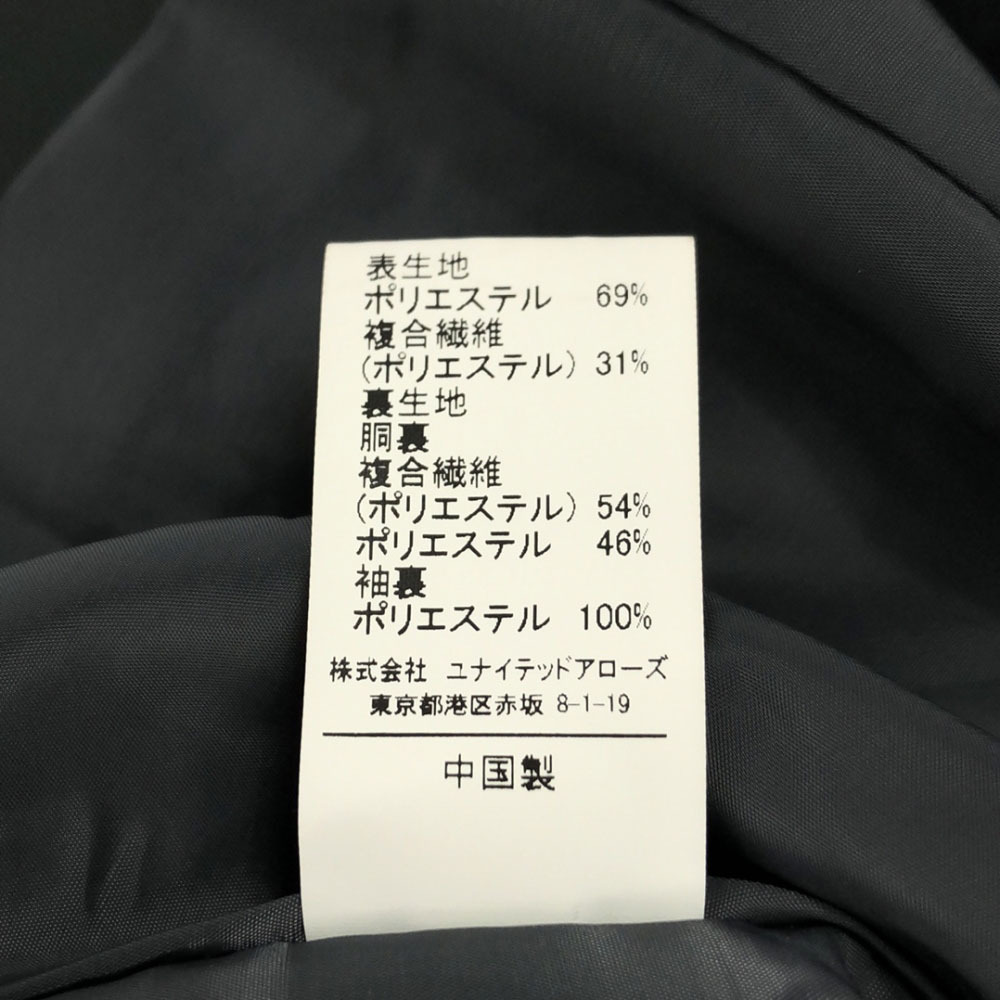 表生地
ポリエステル 69%
複合繊維
(ポリエステル) 31%
裏生地
胴裏
複合繊維
(ポリエステル) 54%
ポリエステル 46%
袖裏
ポリエステル 100%
株式会社 ユナイテッドアローズ
東京都港区赤坂 8-1-19
中国製